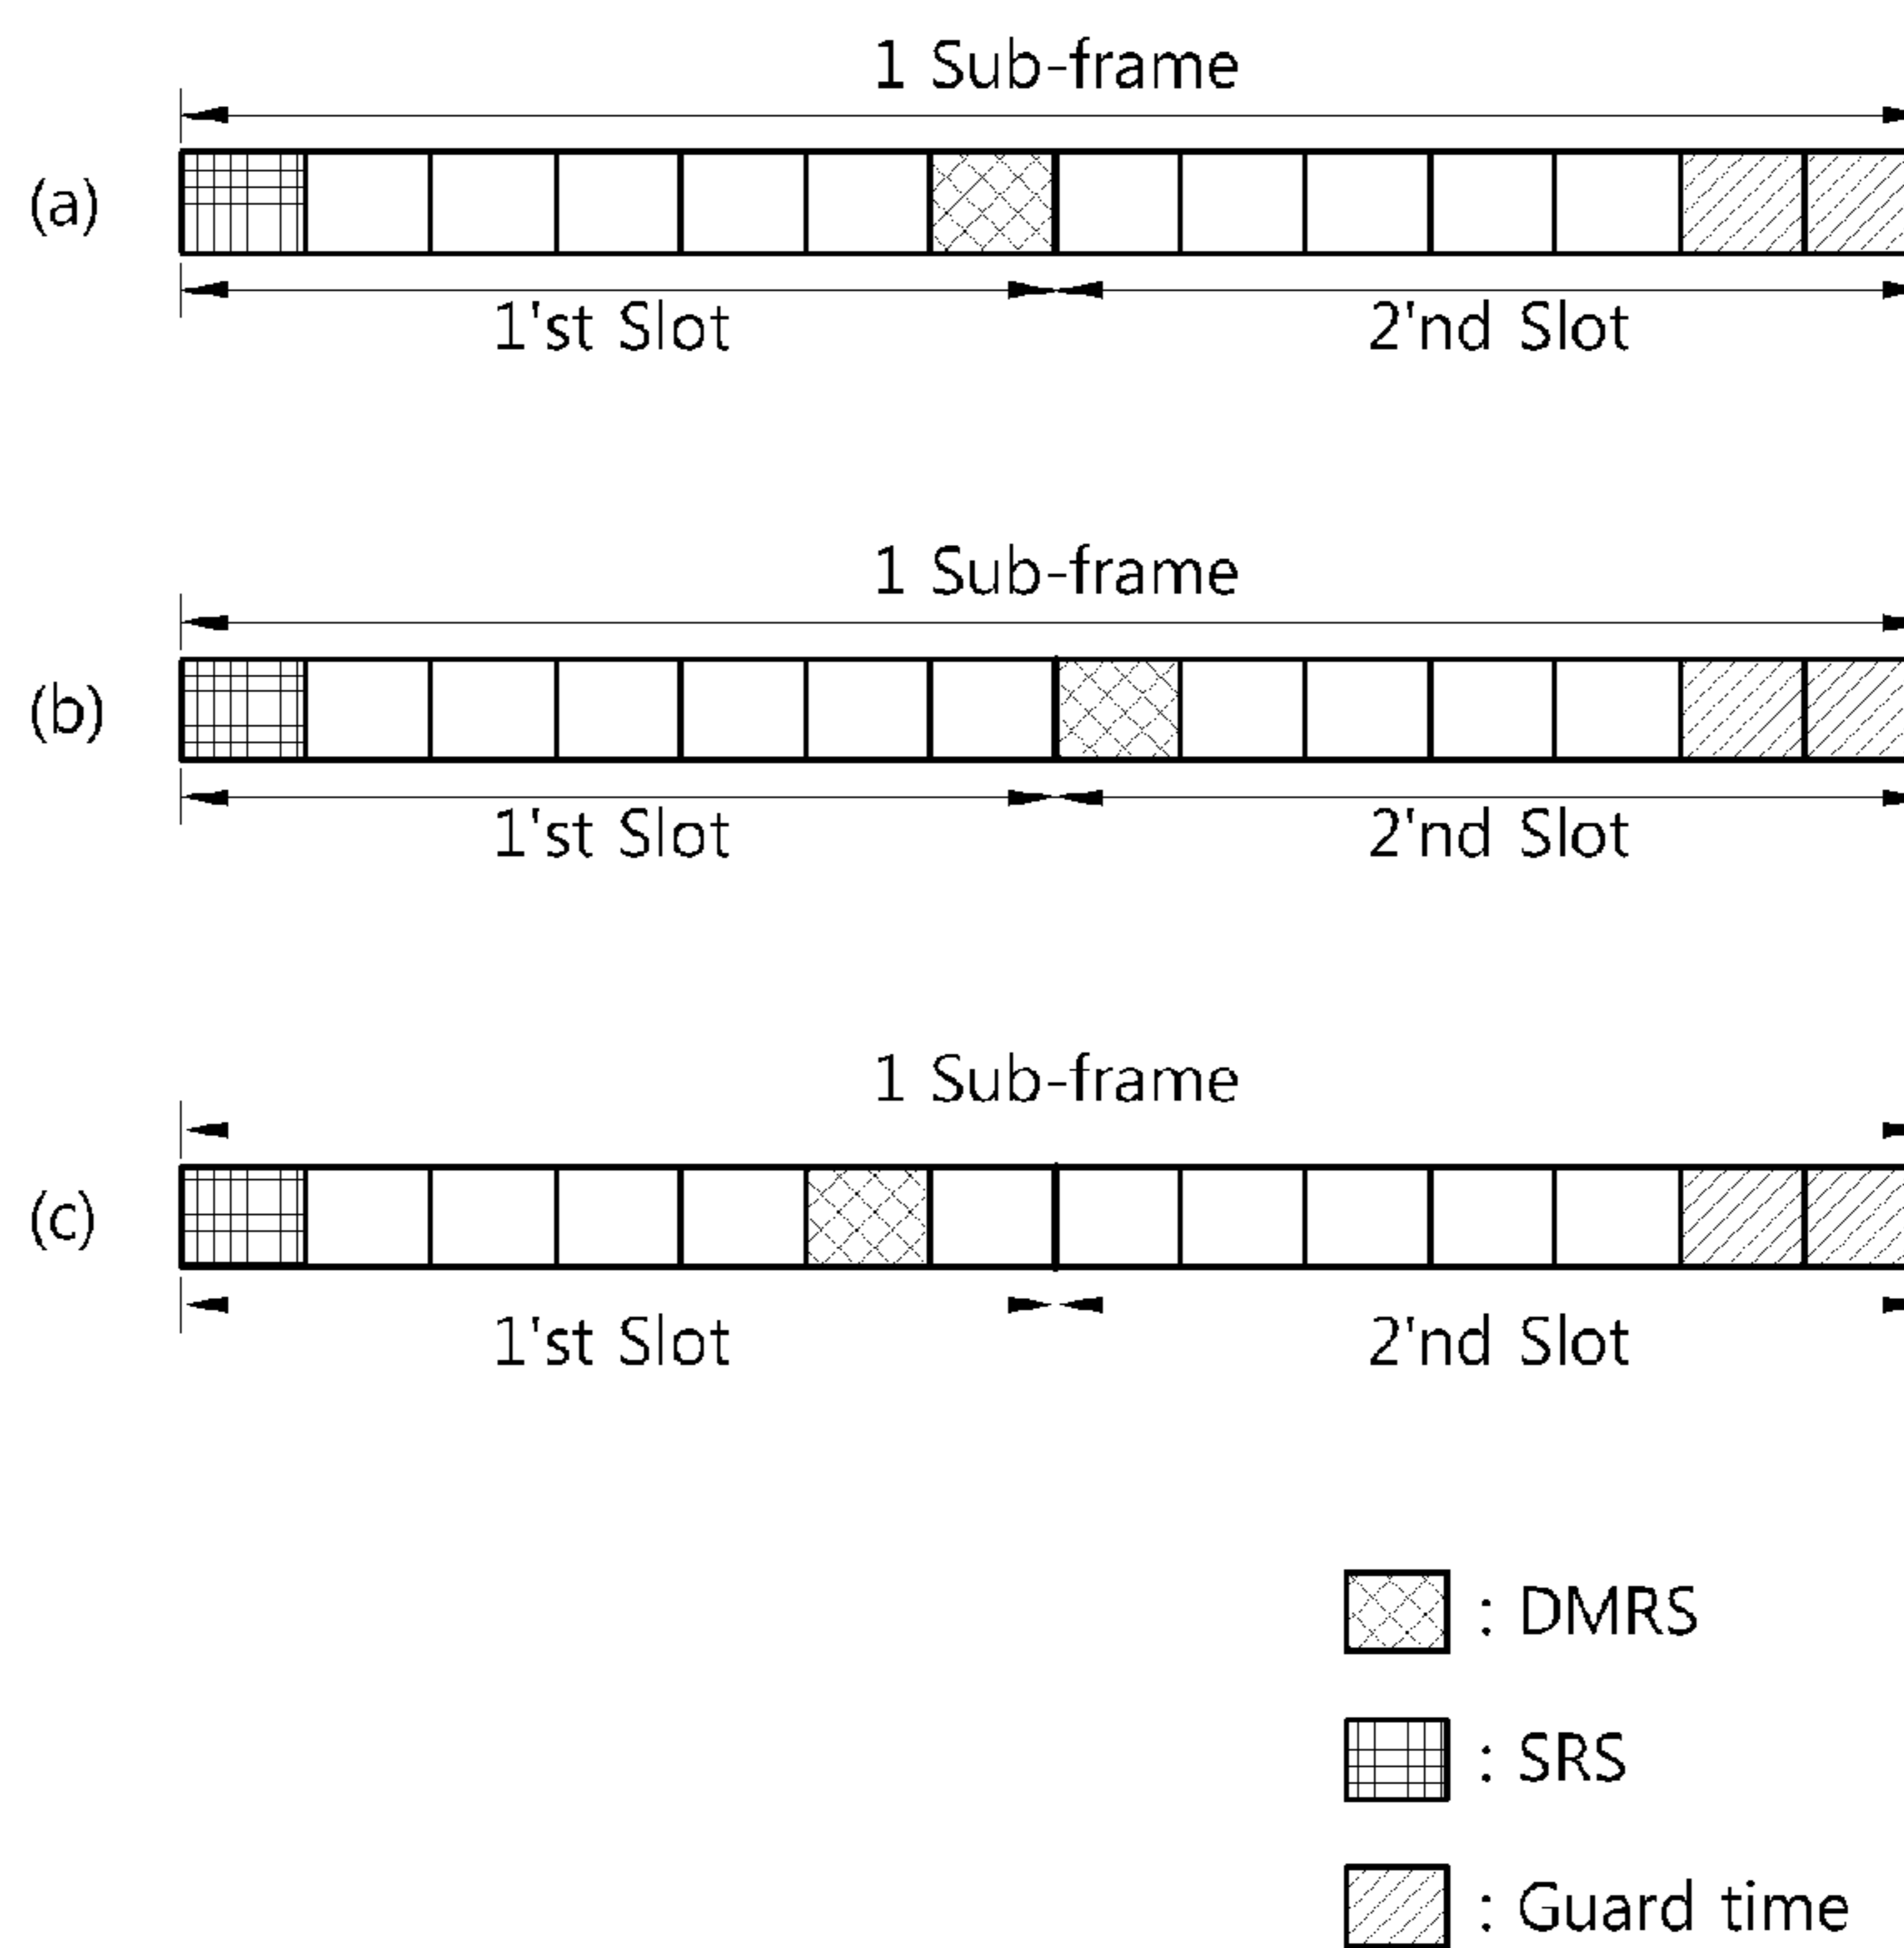 1 Sub-frame
(a)
1'st Slot 2'nd Slot
1 Sub-frame
(b)
1'st Slot 2'nd Slot
1 Sub-frame
(c)
1'st Slot 2'nd Slot
: DMRS
: SRS
: Guard time